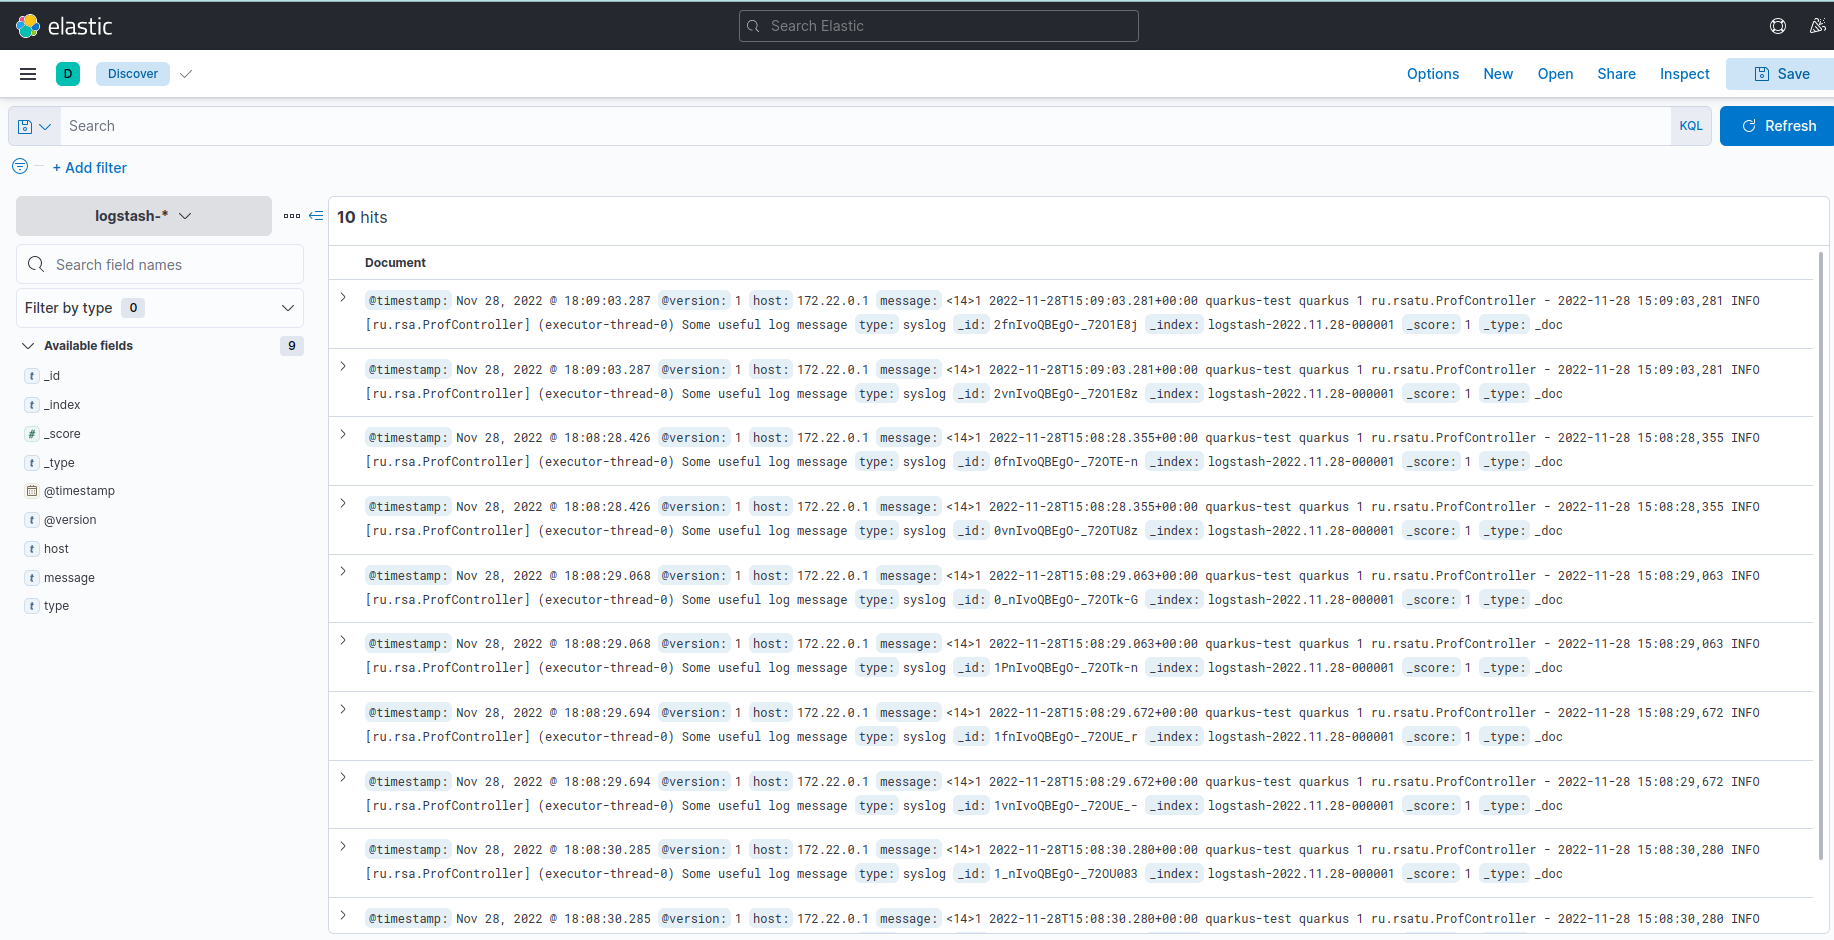 elastic
Search Elastic
D
Discover
Options New Open Share Inspect Save
Search
KQL
Refresh
+ Add filter
logstash-*
Search field names
Filter by type 0
Available fields 9
t _id
t _index
# _score
t _type
@timestamp
t @version
t host
t message
t type
10 hits
Document
@timestamp: Nov 28, 2022 @ 18:09:03.287 @version: 1 host: 172.22.0.1 message: <14>1 2022-11-28T15:09:03.281+00:00 quarkus-test quarkus 1 ru.rsatu.ProfController - 2022-11-28 15:09:03,281 INFO
[ru.rsa.ProfController] (executor-thread-0) Some useful log message type: syslog _id: 2fnIvoQBEgO-_72O1E8j _index: logstash-2022.11.28-000001 _score: 1 _type: _doc
@timestamp: Nov 28, 2022 @ 18:09:03.287 @version: 1 host: 172.22.0.1 message: <14>1 2022-11-28T15:09:03.281+00:00 quarkus-test quarkus 1 ru.rsatu.ProfController - 2022-11-28 15:09:03,281 INFO
[ru.rsa.ProfController] (executor-thread-0) Some useful log message type: syslog _id: 2vnIvoQBEgO-_72O1E8z _index: logstash-2022.11.28-000001 _score: 1 _type: _doc
@timestamp: Nov 28, 2022 @ 18:08:28.426 @version: 1 host: 172.22.0.1 message: <14>1 2022-11-28T15:08:28.355+00:00 quarkus-test quarkus 1 ru.rsatu.ProfController - 2022-11-28 15:08:28,355 INFO
[ru.rsa.ProfController] (executor-thread-0) Some useful log message type: syslog _id: 0fnIvoQBEgO-_72OTE-n _index: logstash-2022.11.28-000001 _score: 1 _type: _doc
@timestamp: Nov 28, 2022 @ 18:08:28.426 @version: 1 host: 172.22.0.1 message: <14>1 2022-11-28T15:08:28.355+00:00 quarkus-test quarkus 1 ru.rsatu.ProfController - 2022-11-28 15:08:28,355 INFO
[ru.rsa.ProfController] (executor-thread-0) Some useful log message type: syslog _id: 0vnIvoQBEgO-_72OTU8z _index: logstash-2022.11.28-000001 _score: 1 _type: _doc
@timestamp: Nov 28, 2022 @ 18:08:29.068 @version: 1 host: 172.22.0.1 message: <14>1 2022-11-28T15:08:29.063+00:00 quarkus-test quarkus 1 ru.rsatu.ProfController - 2022-11-28 15:08:29,063 INFO
[ru.rsa.ProfController] (executor-thread-0) Some useful log message type: syslog _id: 0_nIvoQBEgO-_72OTk-G _index: logstash-2022.11.28-000001 _score: 1 _type: _doc
@timestamp: Nov 28, 2022 @ 18:08:29.068 @version: 1 host: 172.22.0.1 message: <14>1 2022-11-28T15:08:29.063+00:00 quarkus-test quarkus 1 ru.rsatu.ProfController - 2022-11-28 15:08:29,063 INFO
[ru.rsa.ProfController] (executor-thread-0) Some useful log message type: syslog _id: 1PnIvoQBEgO-_72OTk-n _index: logstash-2022.11.28-000001 _score: 1 _type: _doc
@timestamp: Nov 28, 2022 @ 18:08:29.694 @version: 1 host: 172.22.0.1 message: <14>1 2022-11-28T15:08:29.672+00:00 quarkus-test quarkus 1 ru.rsatu.ProfController - 2022-11-28 15:08:29,672 INFO
[ru.rsa.ProfController] (executor-thread-0) Some useful log message type: syslog _id: 1fnIvoQBEgO-_72OUE_r _index: logstash-2022.11.28-000001 _score: 1 _type: _doc
@timestamp: Nov 28, 2022 @ 18:08:29.694 @version: 1 host: 172.22.0.1 message: <14>1 2022-11-28T15:08:29.672+00:00 quarkus-test quarkus 1 ru.rsatu.ProfController - 2022-11-28 15:08:29,672 INFO
[ru.rsa.ProfController] (executor-thread-0) Some useful log message type: syslog _id: 1vnIvoQBEgO-_72OUE_- _index: logstash-2022.11.28-000001 _score: 1 _type: _doc
@timestamp: Nov 28, 2022 @ 18:08:30.285 @version: 1 host: 172.22.0.1 message: <14>1 2022-11-28T15:08:30.280+00:00 quarkus-test quarkus 1 ru.rsatu.ProfController - 2022-11-28 15:08:30,280 INFO
[ru.rsa.ProfController] (executor-thread-0) Some useful log message type: syslog _id: 1_nIvoQBEgO-_72OU083 _index: logstash-2022.11.28-000001 _score: 1 _type: _doc
@timestamp: Nov 28, 2022 @ 18:08:30.285 @version: 1 host: 172.22.0.1 message: <14>1 2022-11-28T15:08:30.280+00:00 quarkus-test quarkus 1 ru.rsatu.ProfController - 2022-11-28 15:08:30,280 INFO